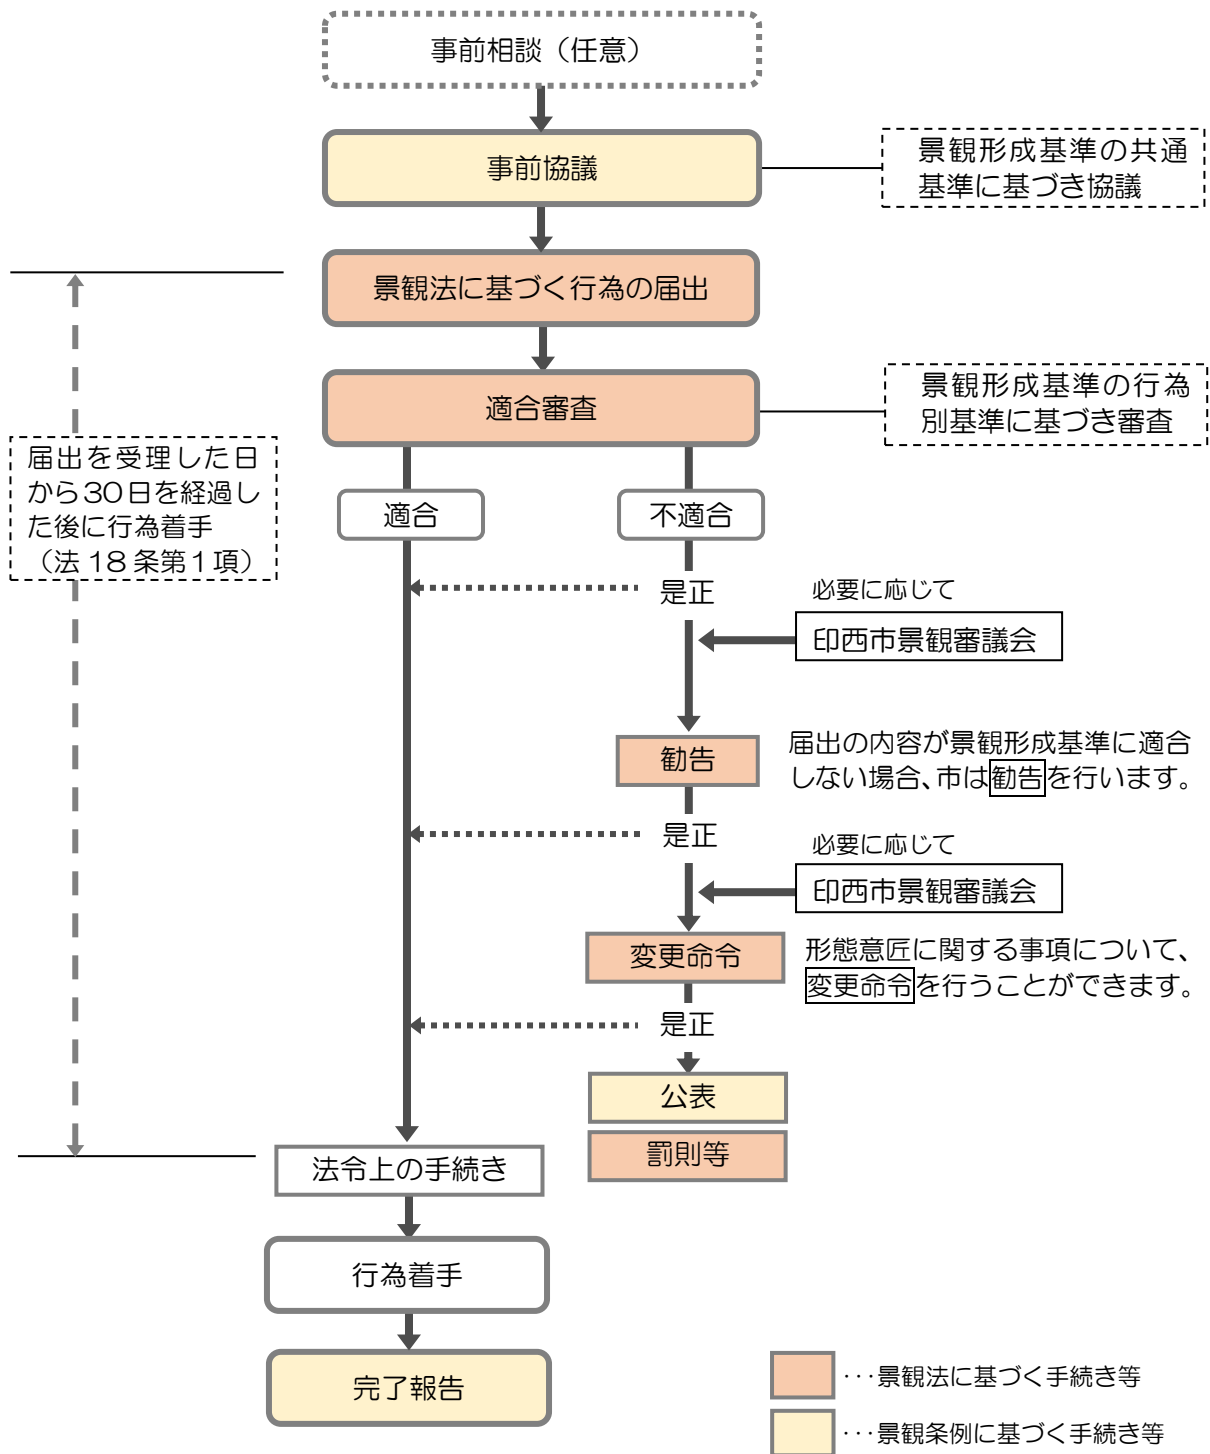 事前相談（任意）
事前協議
景観形成基準の共通
基準に基づき協議
景観法に基づく行為の届出
適合審査
景観形成基準の行為
別基準に基づき審査
届出を受理した日
から30日を経過し
た後に行為着手
（法 18 条第１項）
適合
不適合
是正
必要に応じて
印西市景観審議会
勧告
届出の内容が景観形成基準に適合
しない場合、市は勧告を行います。
是正
必要に応じて
印西市景観審議会
変更命令
形態意匠に関する事項について、
変更命令を行うことができます。
是正
公表
罰則等
法令上の手続き
行為着手
完了報告
･･･景観法に基づく手続き等
･･･景観条例に基づく手続き等